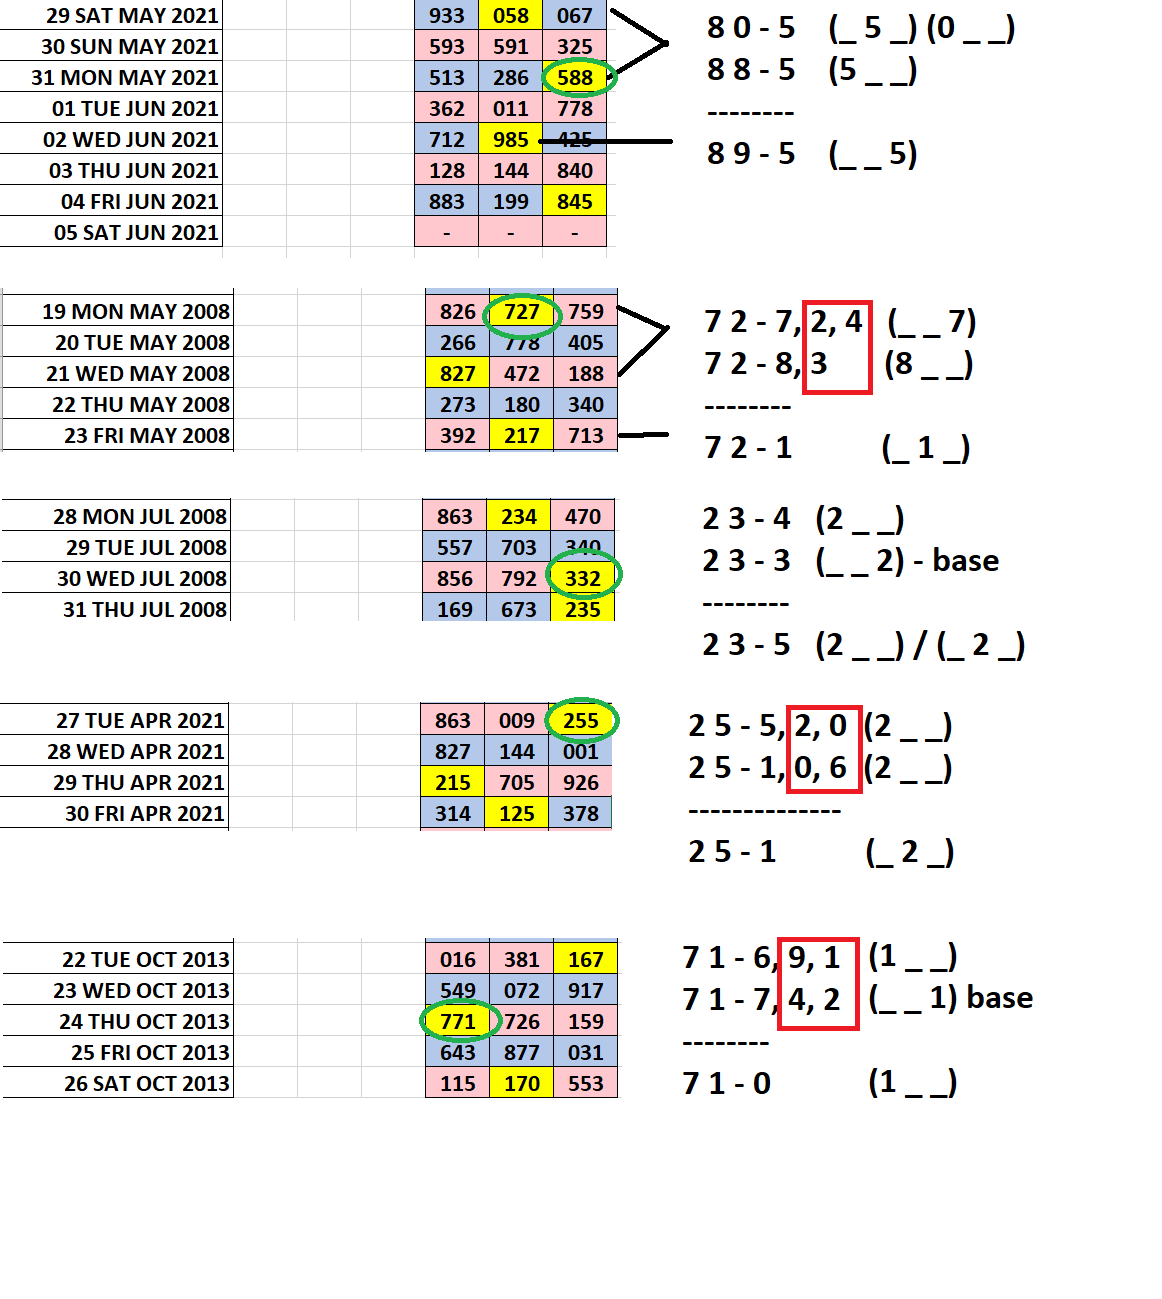 29 SAT MAY 2021 933 058 067
30 SUN MAY 2021 593 591 325
31 MON MAY 2021 513 286 588
01 TUE JUN 2021 362 011 778
02 WED JUN 2021 712 985 425
03 THU JUN 2021 128 144 840
04 FRI JUN 2021 883 199 845
05 SAT JUN 2021 - - -
8 0 - 5 (_ 5 _) (0 _ _)
8 8 - 5 (5 _ _)
--------
8 9 - 5 (_ _ 5)
19 MON MAY 2008 826 727 759
20 TUE MAY 2008 266 778 405
21 WED MAY 2008 827 472 188
22 THU MAY 2008 273 180 340
23 FRI MAY 2008 392 217 713
7 2 - 7, 2, 4 (_ _ 7)
7 2 - 8, 3 (8 _ _)
--------
7 2 - 1 (_ 1 _)
28 MON JUL 2008 863 234 470
29 TUE JUL 2008 557 703 340
30 WED JUL 2008 856 792 332
31 THU JUL 2008 169 673 235
2 3 - 4 (2 _ _)
2 3 - 3 (_ _ 2) - base
--------
2 3 - 5 (2 _ _) / (_ 2 _)
27 TUE APR 2021 863 009 255
28 WED APR 2021 827 144 001
29 THU APR 2021 215 705 926
30 FRI APR 2021 314 125 378
2 5 - 5, 2, 0 (2 _ _)
2 5 - 1, 0, 6 (2 _ _)
--------------
2 5 - 1 (_ 2 _)
22 TUE OCT 2013 016 381 167
23 WED OCT 2013 549 072 917
24 THU OCT 2013 771 726 159
25 FRI OCT 2013 643 877 031
26 SAT OCT 2013 115 170 553
7 1 - 6, 9, 1 (1 _ _)
7 1 - 7, 4, 2 (_ _ 1) base
--------
7 1 - 0 (1 _ _)